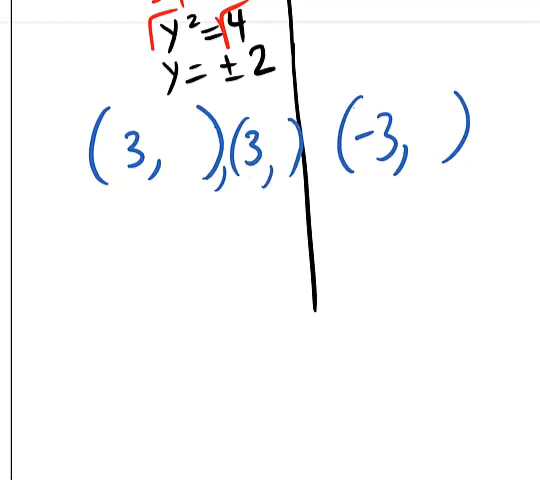 √y² = √4
y = ± 2
(3, ), (3, ) (-3, )